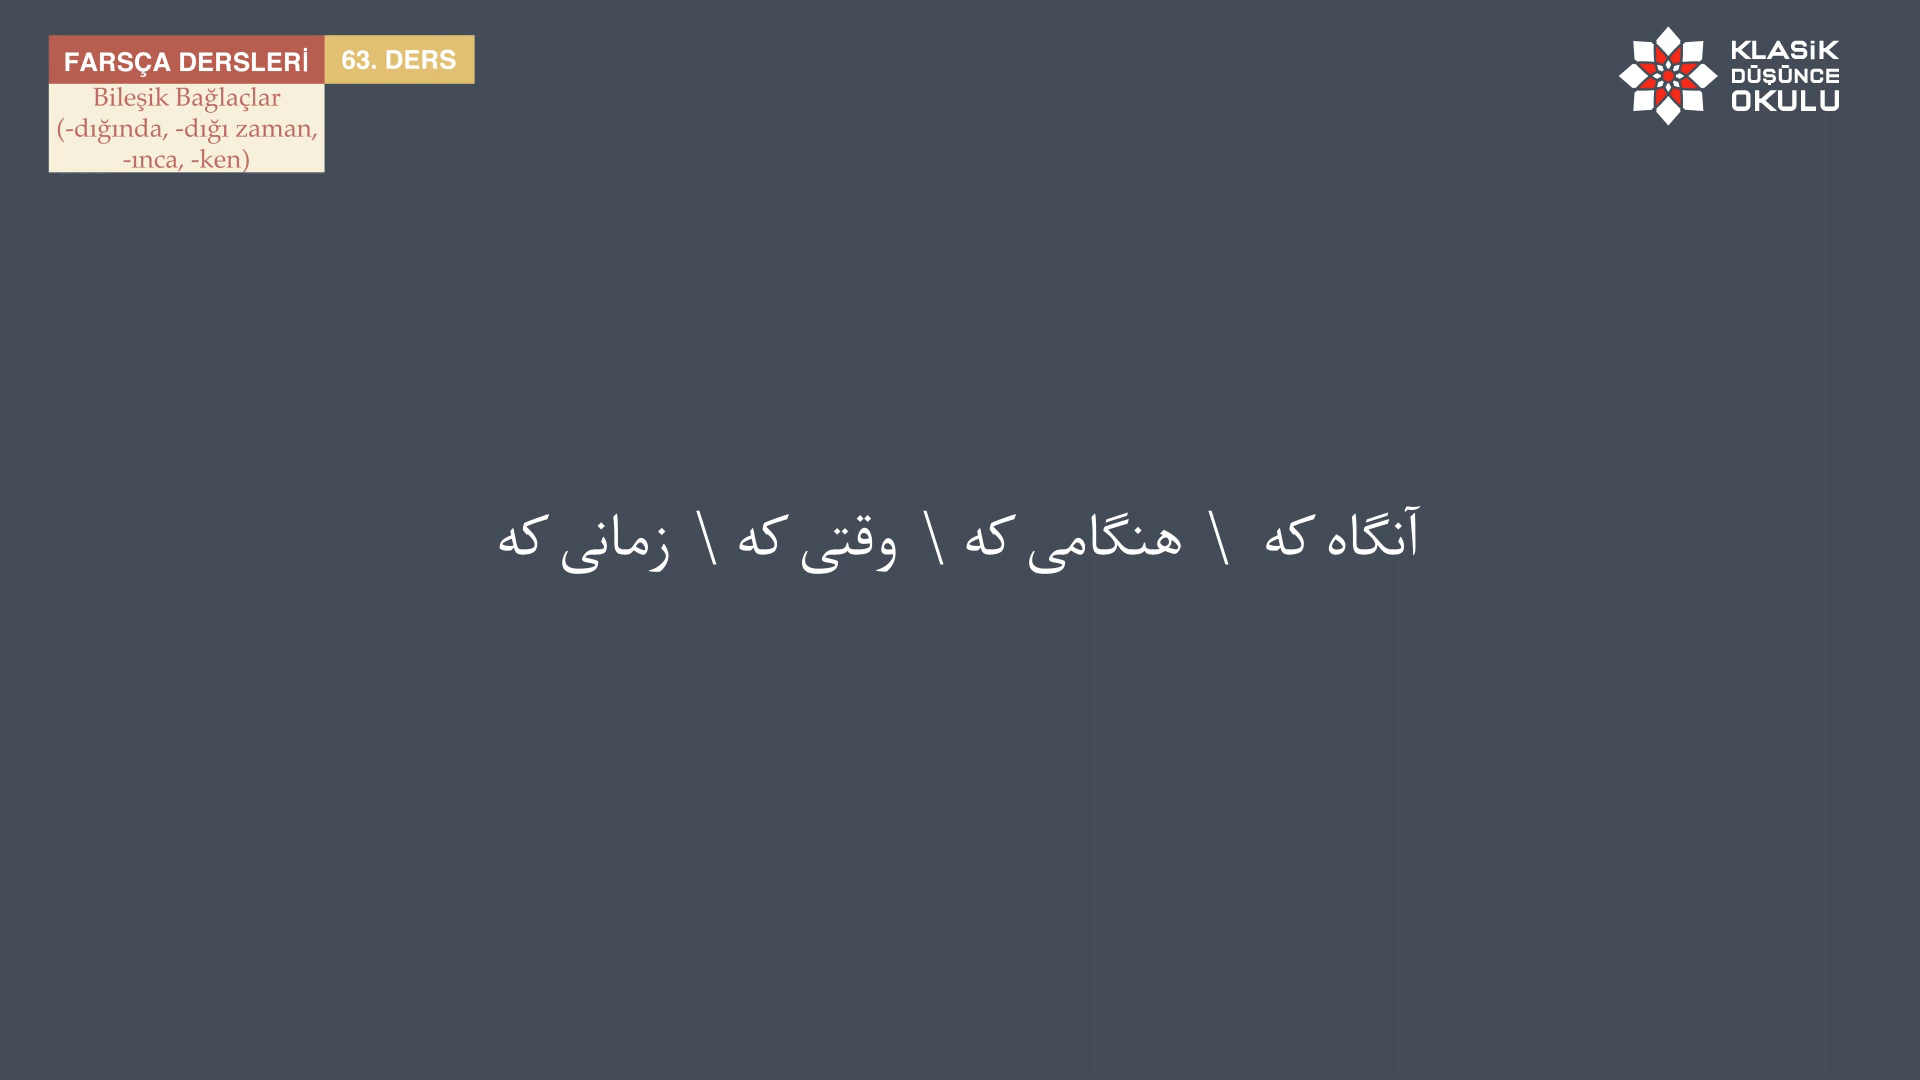 FARSÇA DERSLERİ
63. DERS
Bileşik Bağlaçlar
(-dığında, -dığı zaman,
-ınca, -ken)
KLASiK
DÜŞÜNCE
OKULU
آنگاه که \ هنگامی که \ وقتی که \ زمانی که